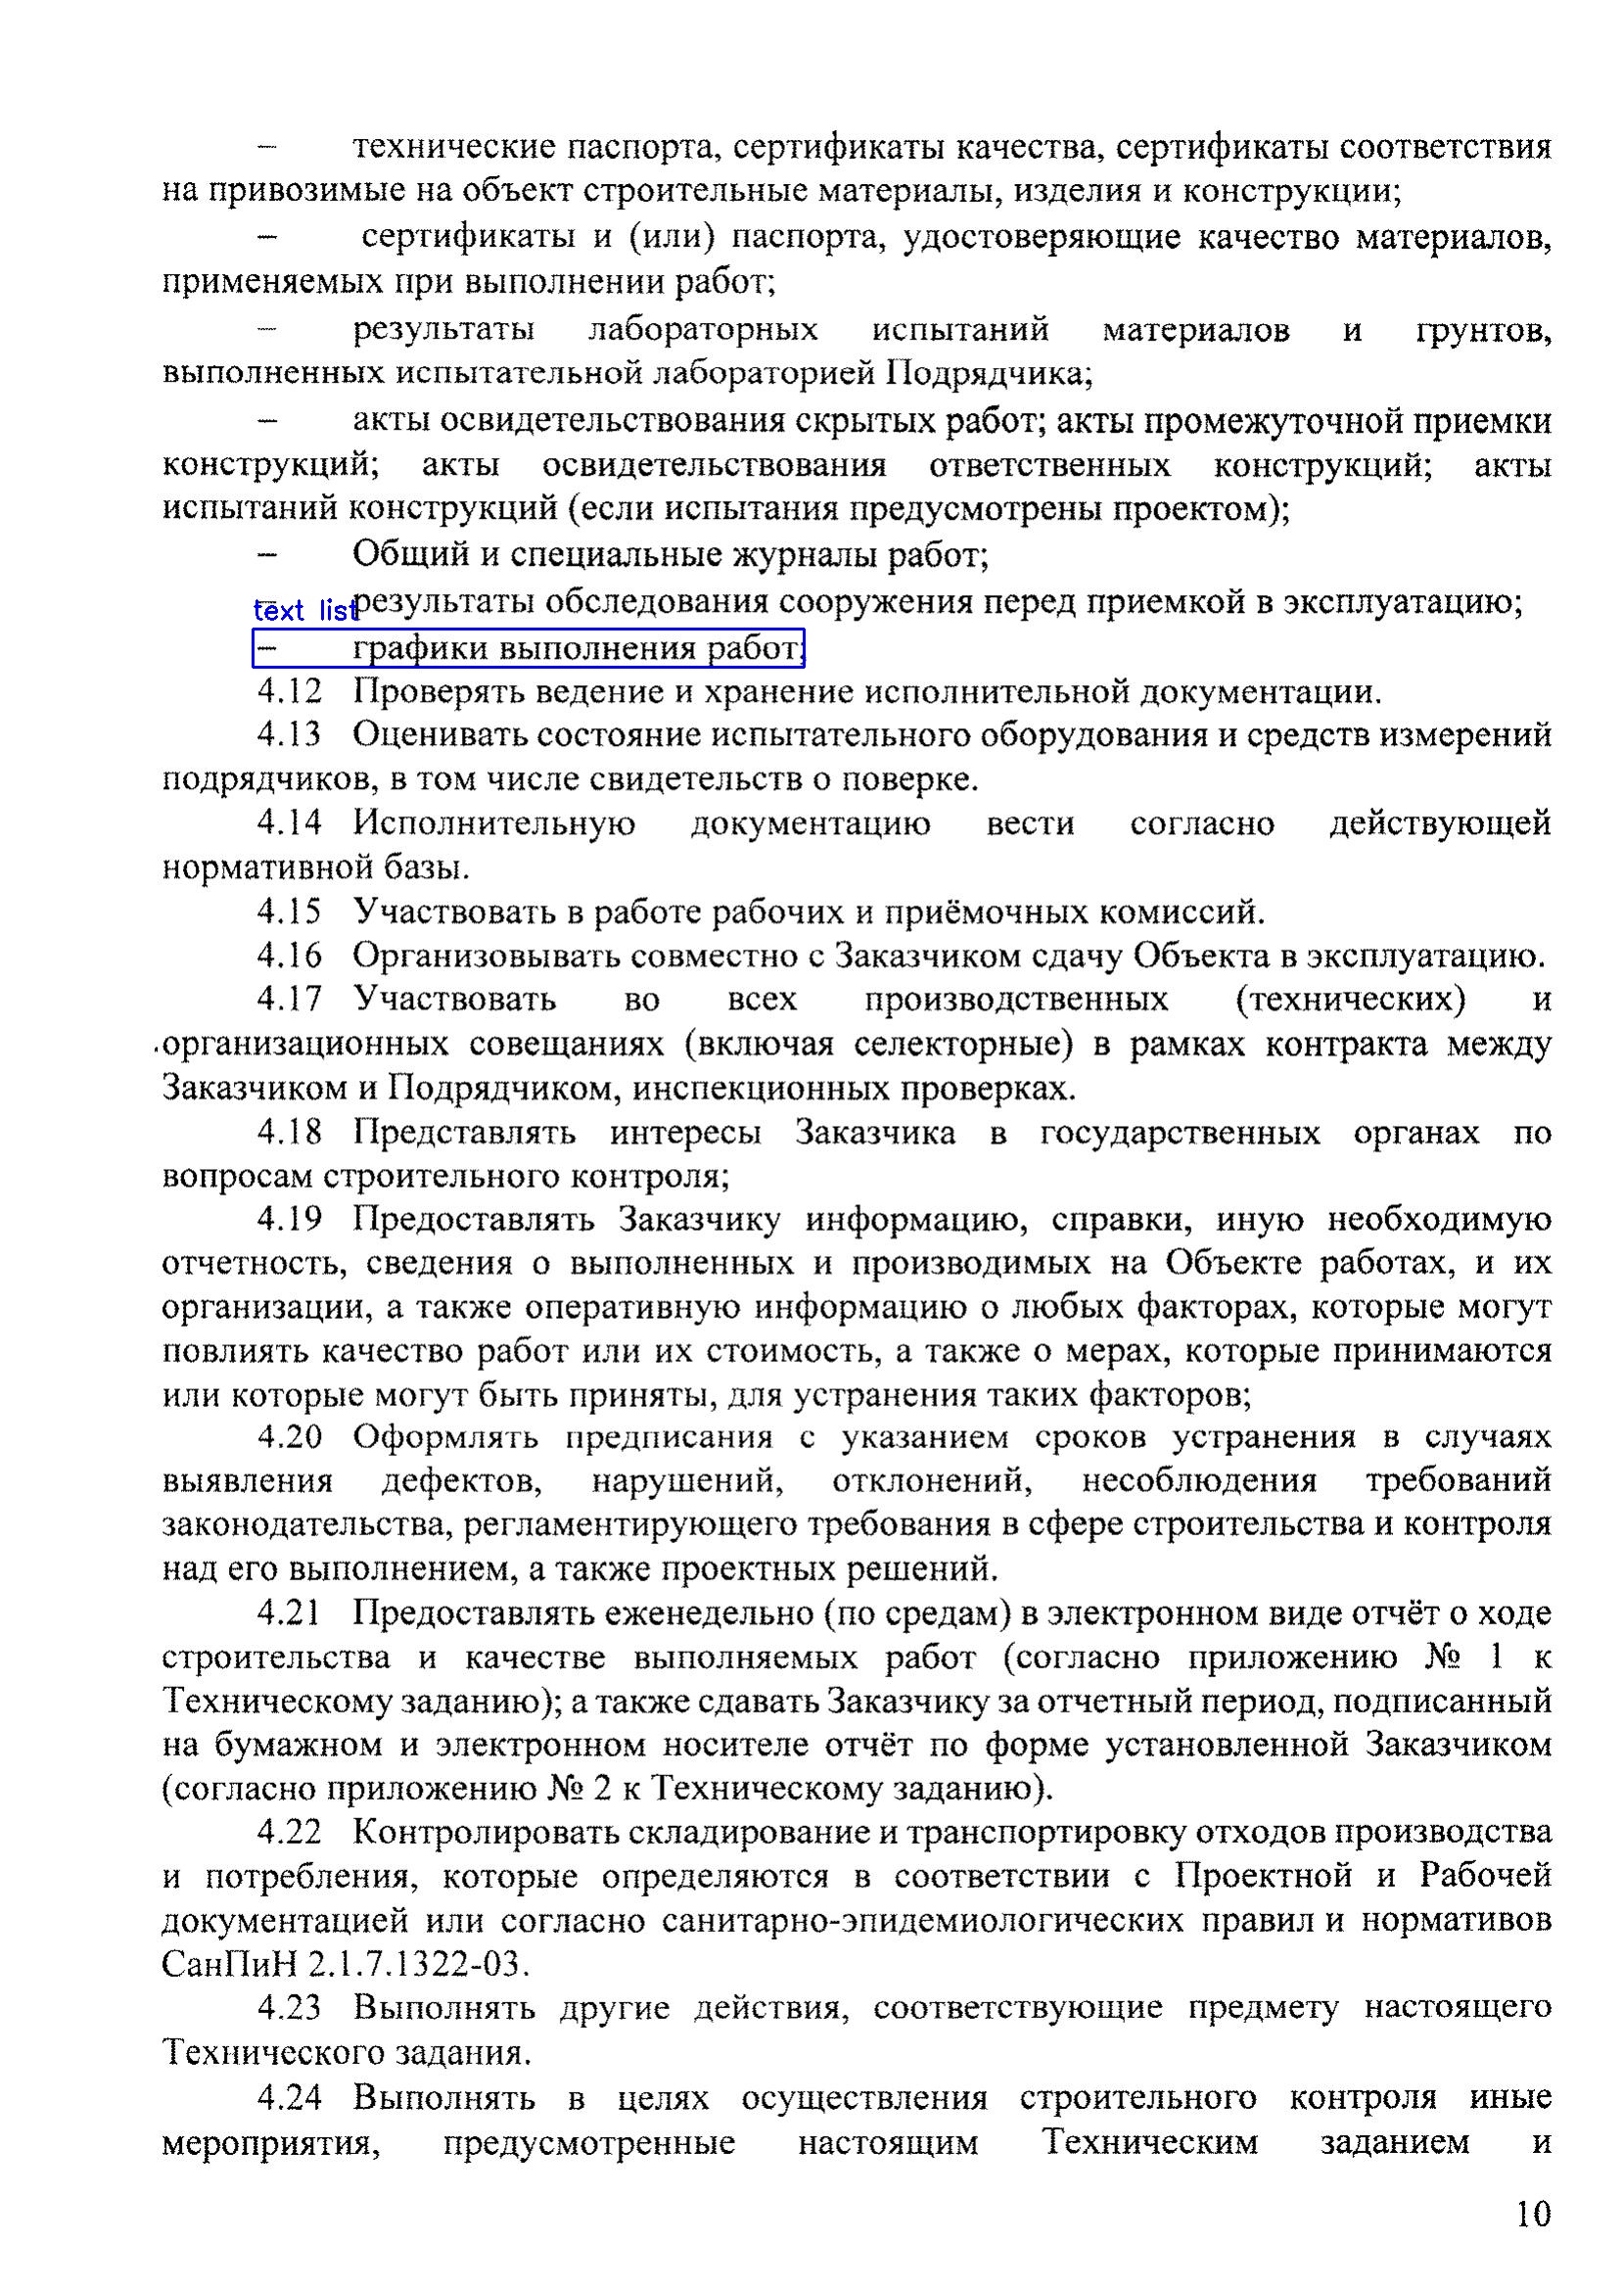 – технические паспорта, сертификаты качества, сертификаты соответствия
на привозимые на объект строительные материалы, изделия и конструкции;
– сертификаты и (или) паспорта, удостоверяющие качество материалов,
применяемых при выполнении работ;
– результаты лабораторных испытаний материалов и грунтов,
выполненных испытательной лабораторией Подрядчика;
– акты освидетельствования скрытых работ; акты промежуточной приемки
конструкций; акты освидетельствования ответственных конструкций; акты
испытаний конструкций (если испытания предусмотрены проектом);
– Общий и специальные журналы работ;
– результаты обследования сооружения перед приемкой в эксплуатацию;
text list
– графики выполнения работ;
4.12 Проверять ведение и хранение исполнительной документации.
4.13 Оценивать состояние испытательного оборудования и средств измерений
подрядчиков, в том числе свидетельств о поверке.
4.14 Исполнительную документацию вести согласно действующей
нормативной базы.
4.15 Участвовать в работе рабочих и приёмочных комиссий.
4.16 Организовывать совместно с Заказчиком сдачу Объекта в эксплуатацию.
4.17 Участвовать во всех производственных (технических) и
организационных совещаниях (включая селекторные) в рамках контракта между
Заказчиком и Подрядчиком, инспекционных проверках.
4.18 Представлять интересы Заказчика в государственных органах по
вопросам строительного контроля;
4.19 Предоставлять Заказчику информацию, справки, иную необходимую
отчетность, сведения о выполненных и производимых на Объекте работах, и их
организации, а также оперативную информацию о любых факторах, которые могут
повлиять качество работ или их стоимость, а также о мерах, которые принимаются
или которые могут быть приняты, для устранения таких факторов;
4.20 Оформлять предписания с указанием сроков устранения в случаях
выявления дефектов, нарушений, отклонений, несоблюдения требований
законодательства, регламентирующего требования в сфере строительства и контроля
над его выполнением, а также проектных решений.
4.21 Предоставлять еженедельно (по средам) в электронном виде отчёт о ходе
строительства и качестве выполняемых работ (согласно приложению № 1 к
Техническому заданию); а также сдавать Заказчику за отчетный период, подписанный
на бумажном и электронном носителе отчёт по форме установленной Заказчиком
(согласно приложению № 2 к Техническому заданию).
4.22 Контролировать складирование и транспортировку отходов производства
и потребления, которые определяются в соответствии с Проектной и Рабочей
документацией или согласно санитарно-эпидемиологических правил и нормативов
СанПиН 2.1.7.1322-03.
4.23 Выполнять другие действия, соответствующие предмету настоящего
Технического задания.
4.24 Выполнять в целях осуществления строительного контроля иные
мероприятия, предусмотренные настоящим Техническим заданием и
10